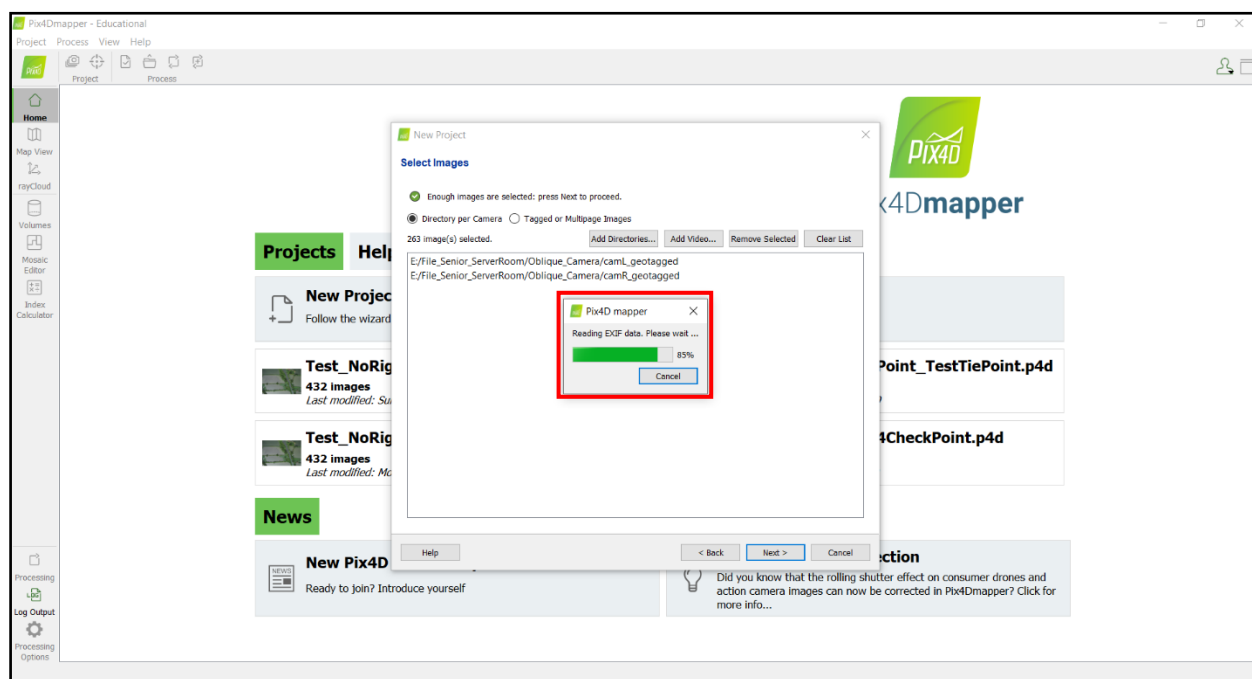 Pix4Dmapper - Educational
Project Process View Help
Project Process
Home
Map View
rayCloud
Volumes
Mosaic
Editor
Index
Calculator
Processing
Log Output
Processing
Options
PIX4D
x4Dmapper
Projects Help
New Projec
Follow the wizard
Test_NoRig
432 images
Last modified: Su
Point_TestTiePoint.p4d
Test_NoRig
432 images
Last modified: Mo
4CheckPoint.p4d
News
NEWS
New Pix4D
Ready to join? Introduce yourself
ction
Did you know that the rolling shutter effect on consumer drones and
action camera images can now be corrected in Pix4Dmapper? Click for
more info...
New Project
Select Images
Enough images are selected: press Next to proceed.
Directory per Camera Tagged or Multipage Images
263 image(s) selected. Add Directories... Add Video... Remove Selected Clear List
E:/File_Senior_ServerRoom/Oblique_Camera/camL_geotagged
E:/File_Senior_ServerRoom/Oblique_Camera/camR_geotagged
Pix4D mapper
Reading EXIF data. Please wait ...
85%
Cancel
Help < Back Next > Cancel